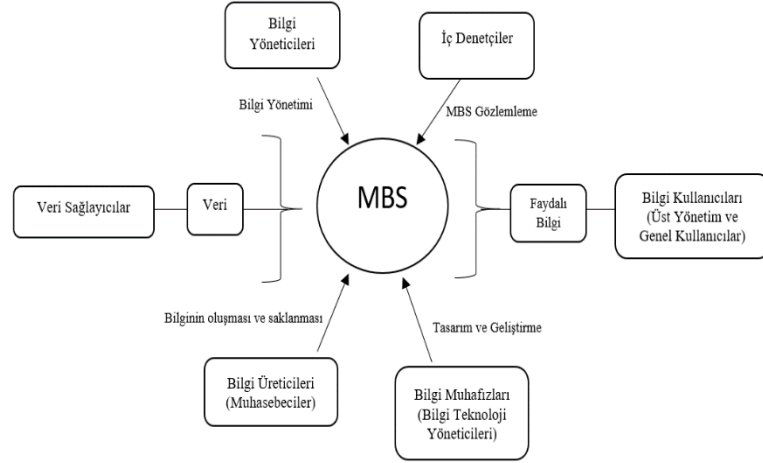 Bilgi
Yöneticileri
İç Denetçiler
Bilgi Yönetimi
MBS Gözlemleme
MBS
Veri Sağlayıcılar
Veri
Faydalı
Bilgi
Bilgi Kullanıcıları
(Üst Yönetim ve
Genel Kullanıcılar)
Bilginin oluşması ve saklanması
Tasarım ve Geliştirme
Bilgi Üreticileri
(Muhasebeciler)
Bilgi Muhafızları
(Bilgi Teknoloji
Yöneticileri)